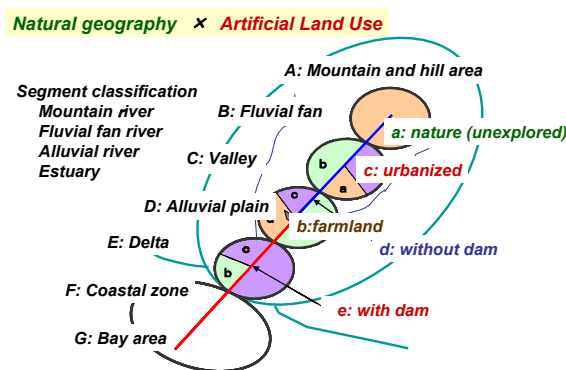 Natural geography × Artificial Land Use
A: Mountain and hill area
Segment classification
Mountain river
Fluvial fan river
Alluvial river
Estuary
B: Fluvial fan
a: nature (unexplored)
b
c: urbanized
C: Valley
a
c
D: Alluvial plain
a
b:farmland
d: without dam
E: Delta
c
b
F: Coastal zone
e: with dam
G: Bay area